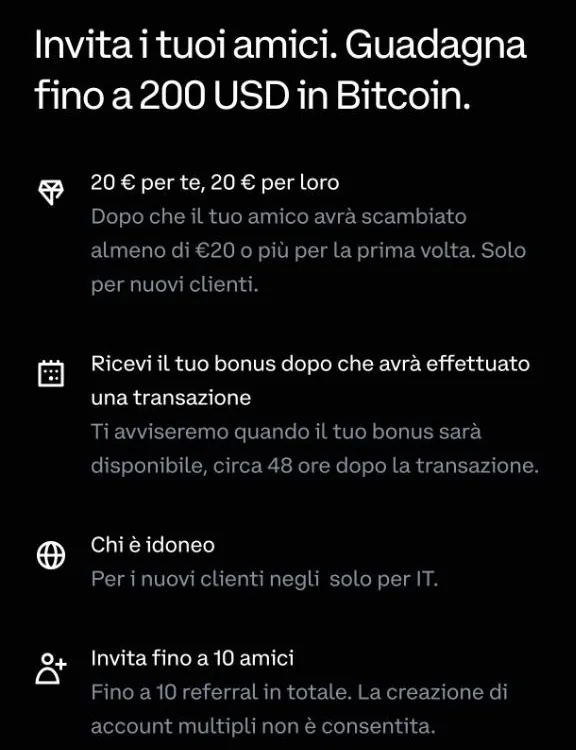 Invita i tuoi amici. Guadagna
fino a 200 USD in Bitcoin.
20 € per te, 20 € per loro
Dopo che il tuo amico avrà scambiato
almeno di €20 o più per la prima volta. Solo
per nuovi clienti.
Ricevi il tuo bonus dopo che avrà effettuato
una transazione
Ti avviseremo quando il tuo bonus sarà
disponibile, circa 48 ore dopo la transazione.
Chi è idoneo
Per i nuovi clienti negli  solo per IT.
Invita fino a 10 amici
Fino a 10 referral in totale. La creazione di
account multipli non è consentita.